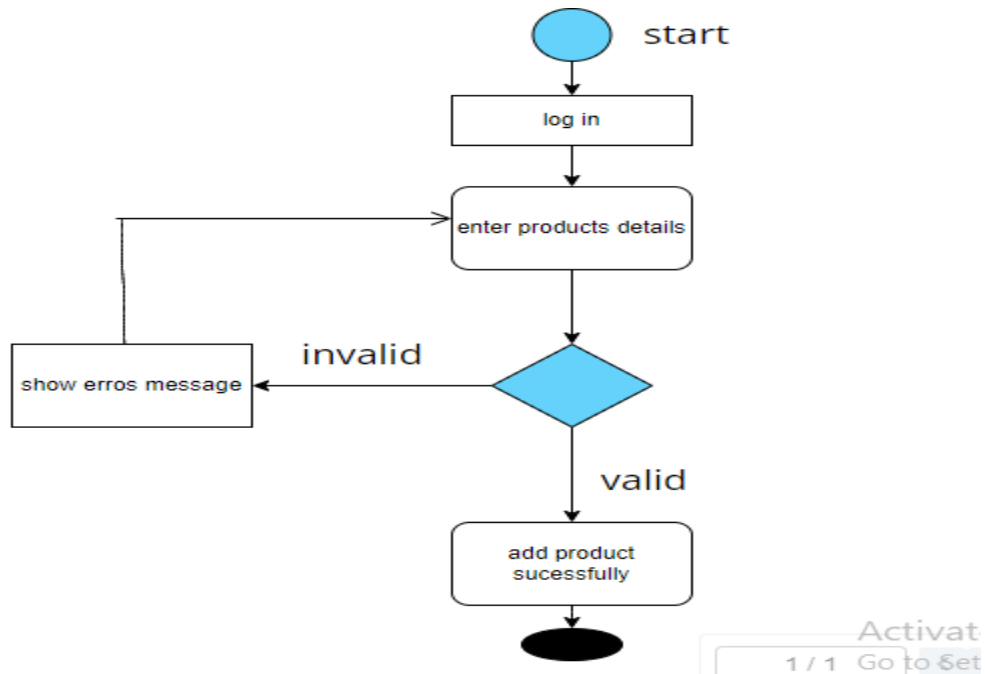 start
log in
enter products details
invalid
show erros message
valid
add product
sucessfully
Activat
1 / 1
Go to Set